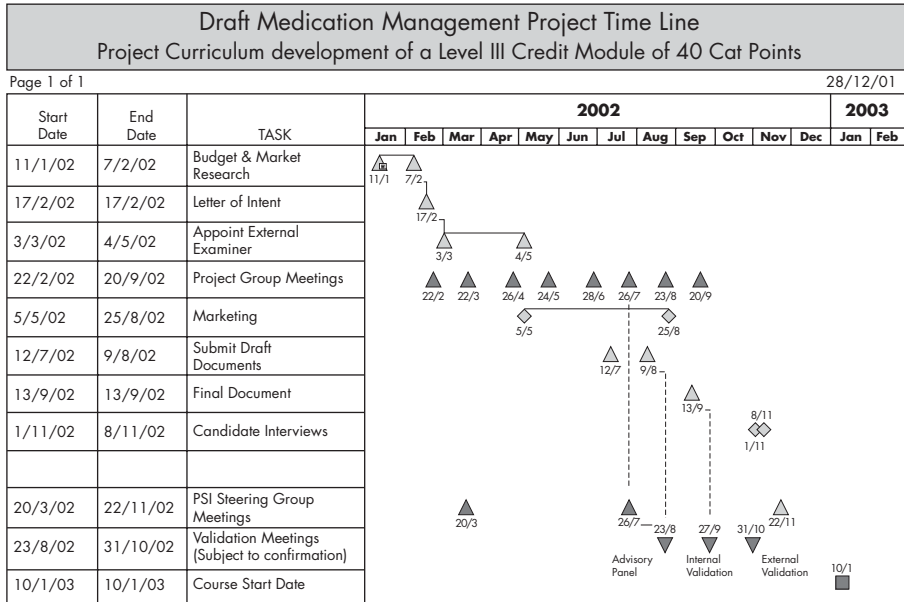 Draft Medication Management Project Time Line
Project Curriculum development of a Level III Credit Module of 40 Cat Points
Page 1 of 1 28/12/01
Start Date End Date TASK 2002 2003
Jan Feb Mar Apr May Jun Jul Aug Sep Oct Nov Dec Jan Feb
11/1/02 7/2/02 Budget & Market Research
11/1 7/2
17/2/02 17/2/02 Letter of Intent
17/2
3/3/02 4/5/02 Appoint External Examiner
3/3 4/5
22/2/02 20/9/02 Project Group Meetings
22/2 22/3 26/4 24/5 28/6 26/7 23/8 20/9
5/5/02 25/8/02 Marketing
5/5 25/8
12/7/02 9/8/02 Submit Draft Documents
12/7 9/8
13/9/02 13/9/02 Final Document
13/9
1/11/02 8/11/02 Candidate Interviews
8/11
1/11
20/3/02 22/11/02 PSI Steering Group Meetings
20/3 26/7 22/11
23/8/02 31/10/02 Validation Meetings (Subject to confirmation)
23/8 27/9 31/10
Advisory Panel
Internal Validation
External Validation
10/1/03 10/1/03 Course Start Date
10/1